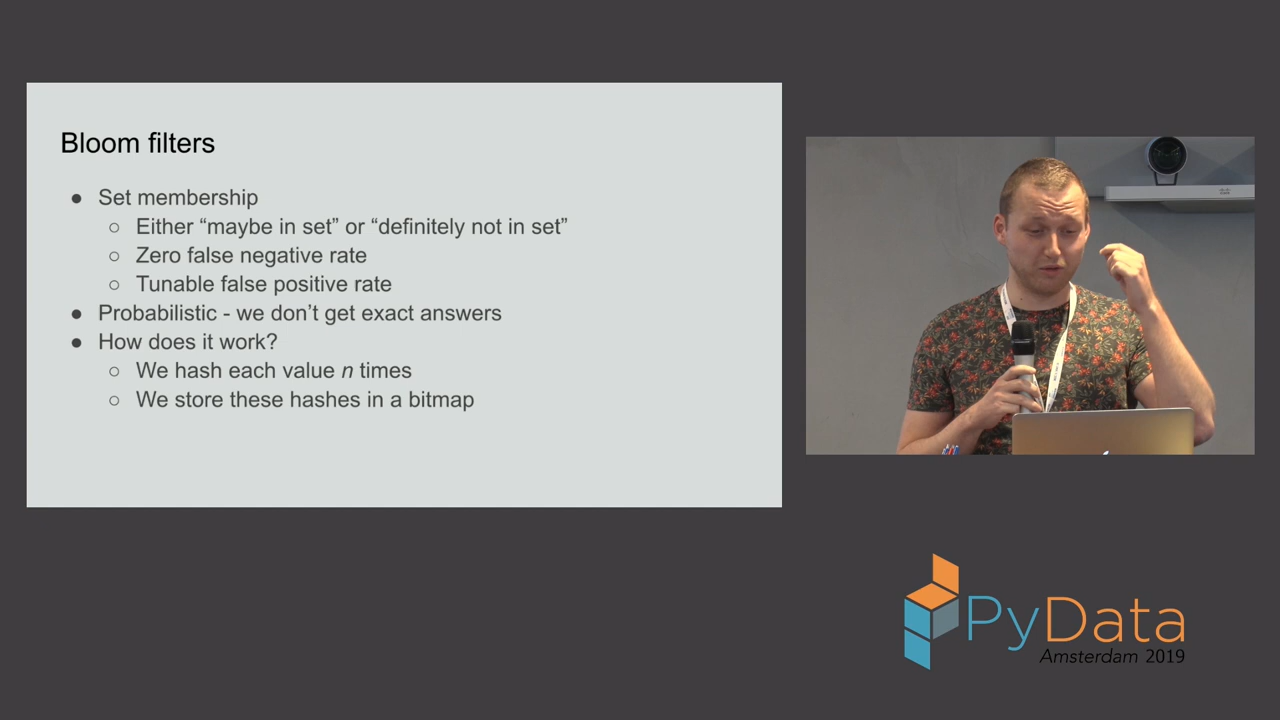 Bloom filters
● Set membership
○ Either “maybe in set” or “definitely not in set”
○ Zero false negative rate
○ Tunable false positive rate
● Probabilistic - we don’t get exact answers
● How does it work?
○ We hash each value n times
○ We store these hashes in a bitmap
PyData
Amsterdam 2019